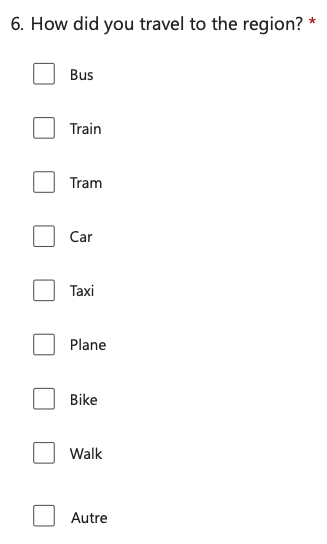 6. How did you travel to the region? *
Bus
Train
Tram
Car
Taxi
Plane
Bike
Walk
Autre